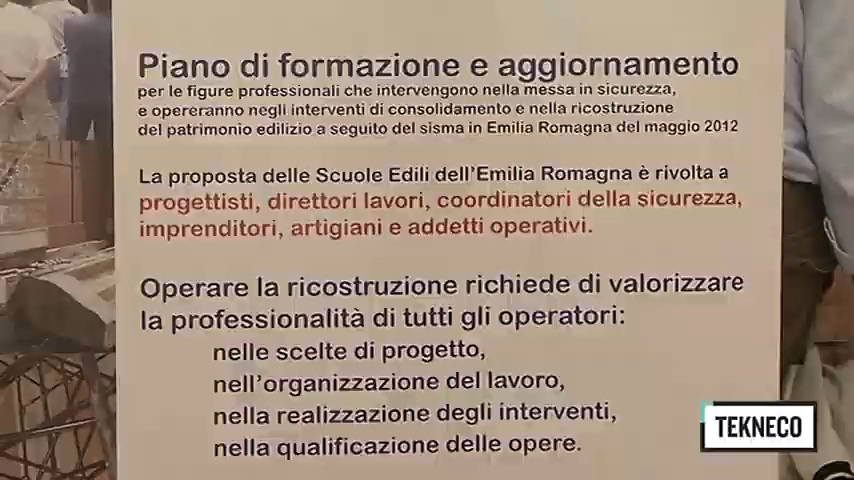 Piano di formazione e aggiornamento
per le figure professionali che intervengono nella messa in sicurezza,
e opereranno negli interventi di consolidamento e nella ricostruzione
del patrimonio edilizio a seguito del sisma in Emilia Romagna del maggio 2012
La proposta delle Scuole Edili dell'Emilia Romagna è rivolta a
progettisti, direttori lavori, coordinatori della sicurezza,
imprenditori, artigiani e addetti operativi.
Operare la ricostruzione richiede di valorizzare
la professionalità di tutti gli operatori:
nelle scelte di progetto,
nell'organizzazione del lavoro,
nella realizzazione degli interventi,
nella qualificazione delle opere.
TEKNECO